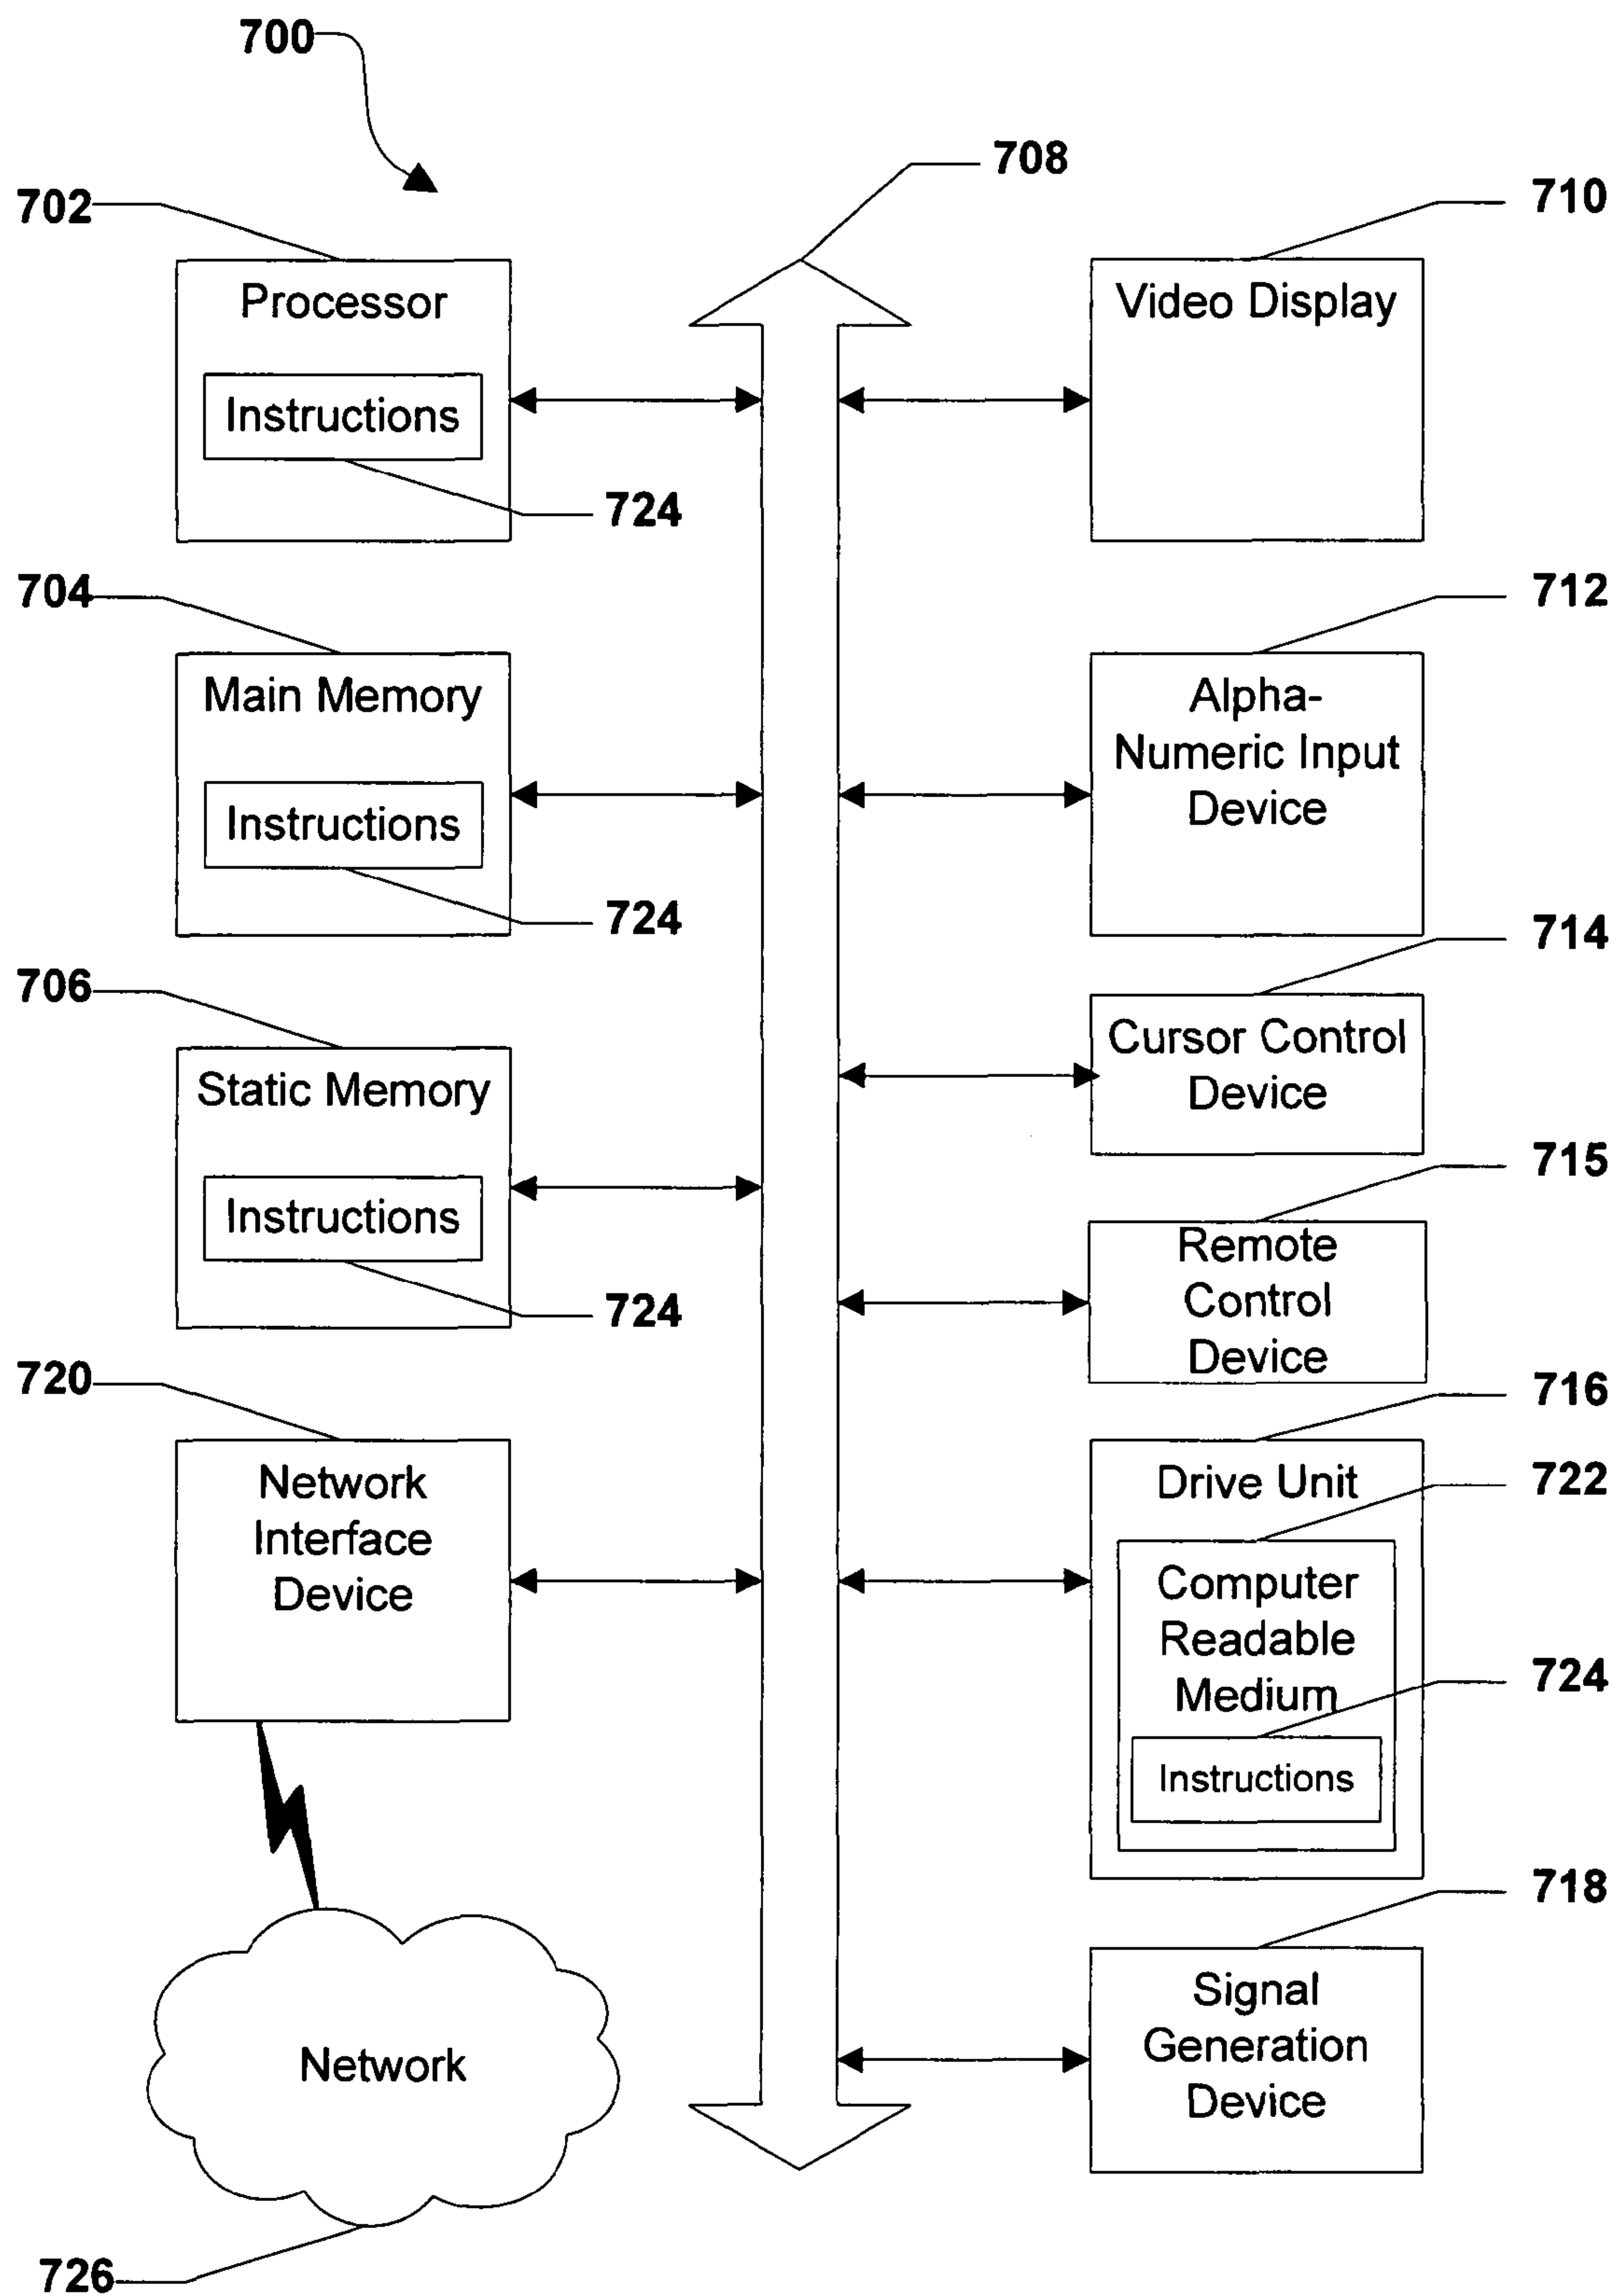 700
708
702
710
Processor
Instructions
724
Video Display
704
712
Main Memory
Instructions
724
Alpha-
Numeric Input
Device
706
714
Static Memory
Instructions
724
Cursor Control
Device
715
Remote
Control
Device
720
716
Network
Interface
Device
Drive Unit
722
Computer
Readable
Medium
724
Instructions
718
Signal
Generation
Device
Network
726